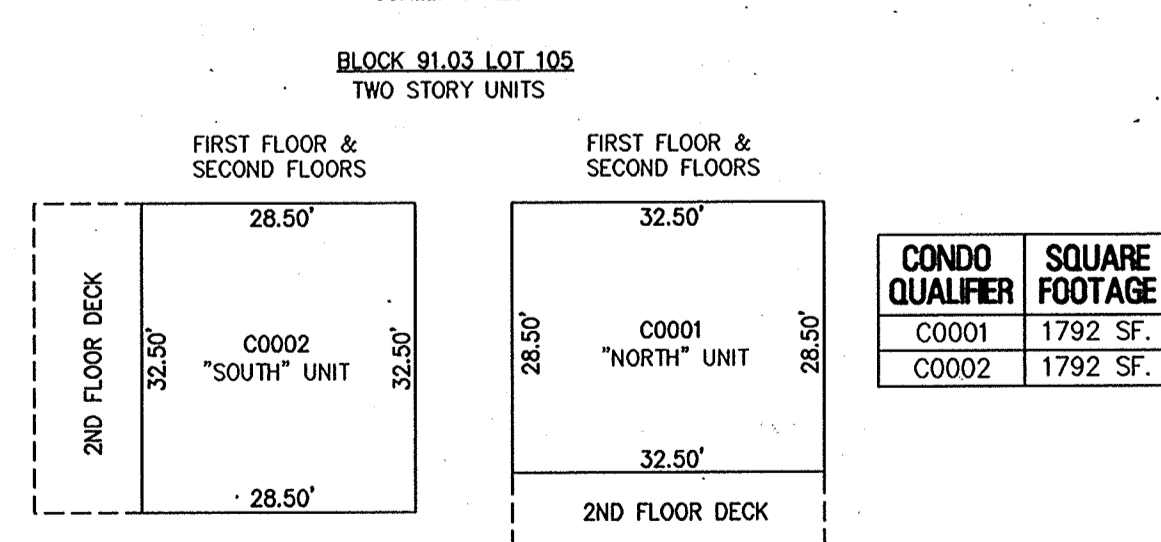 BLOCK 91.03 LOT 105
TWO STORY UNITS
FIRST FLOOR &
SECOND FLOORS
28.50'
2ND FLOOR DECK
32.50'
C0002
"SOUTH" UNIT
32.50'
28.50'
FIRST FLOOR &
SECOND FLOORS
32.50'
28.50'
C0001
"NORTH" UNIT
28.50'
32.50'
2ND FLOOR DECK
CONDO QUALIFIER SQUARE FOOTAGE
C0001 1792 SF.
C0002 1792 SF.